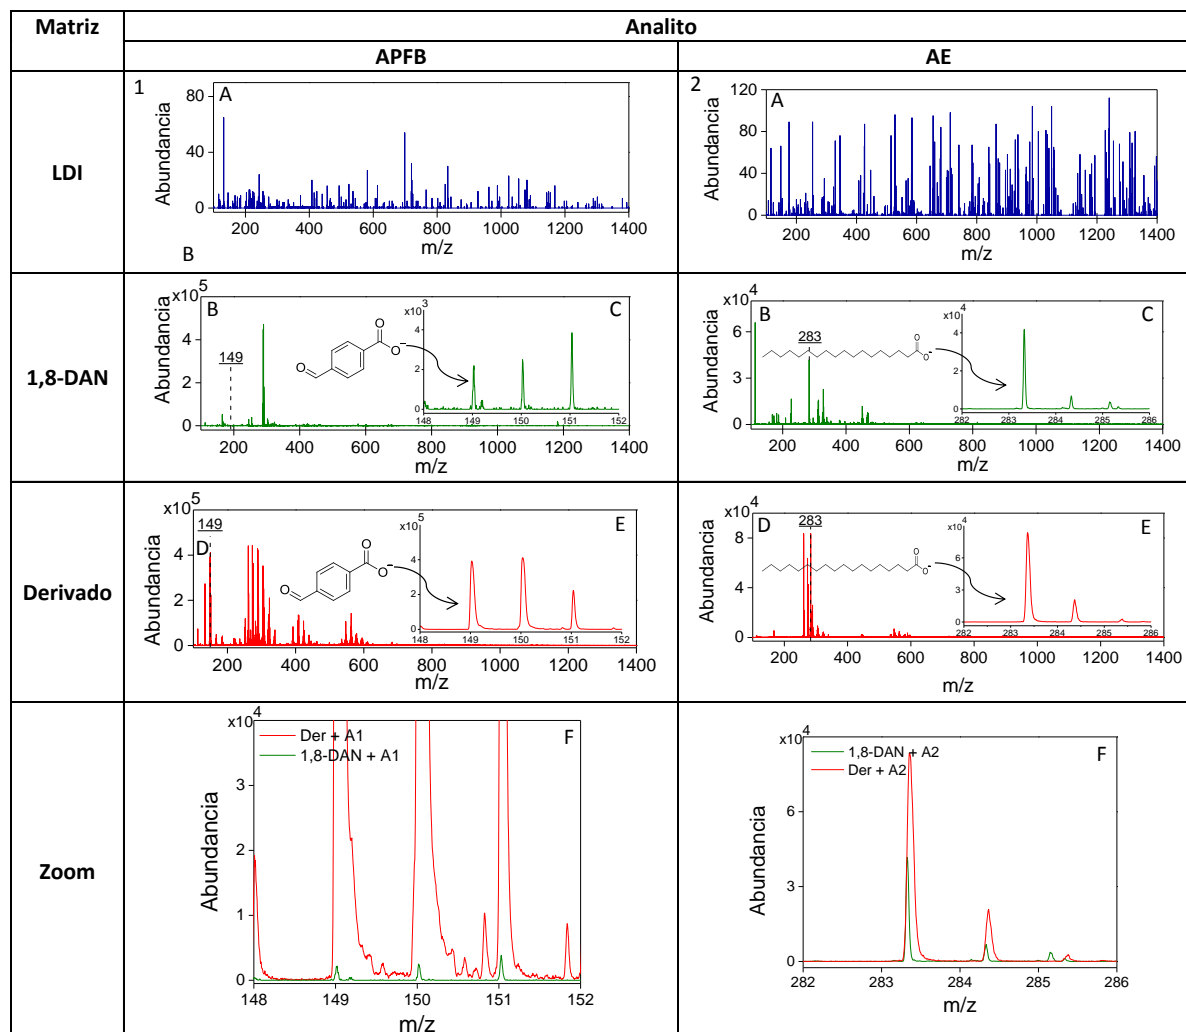 Matriz
Analito
APFB
AE
LDI
1
A
Abundancia
80
40
0
200 400 600 800 1000 1200 1400
m/z
B
2
A
Abundancia
120
80
40
0
200 400 600 800 1000 1200 1400
m/z
1,8-DAN
x10^5
B
Abundancia
6
4
2
0
149
O
O-
O
x10^3
C
4
2
0
148 149 150 151 152
200 400 600 800 1000 1200 1400
m/z
x10^4
B
Abundancia
6
3
0
283
O
O-
x10^4
C
4
2
0
282 283 284 285 286
200 400 600 800 1000 1200 1400
m/z
Derivado
x10^5
149
D
Abundancia
4
2
0
O
O-
O
x10^5
E
4
2
0
148 149 150 151 152
200 400 600 800 1000 1200 1400
m/z
x10^4
D
Abundancia
8
6
4
2
0
283
O
O-
x10^4
E
6
3
0
282 283 284 285 286
200 400 600 800 1000 1200 1400
m/z
Zoom
x10^4
Der + A1
1,8-DAN + A1
F
Abundancia
3
2
1
0
148 149 150 151 152
m/z
x10^4
1,8-DAN + A2
Der + A2
F
Abundancia
6
3
0
282 283 284 285 286
m/z